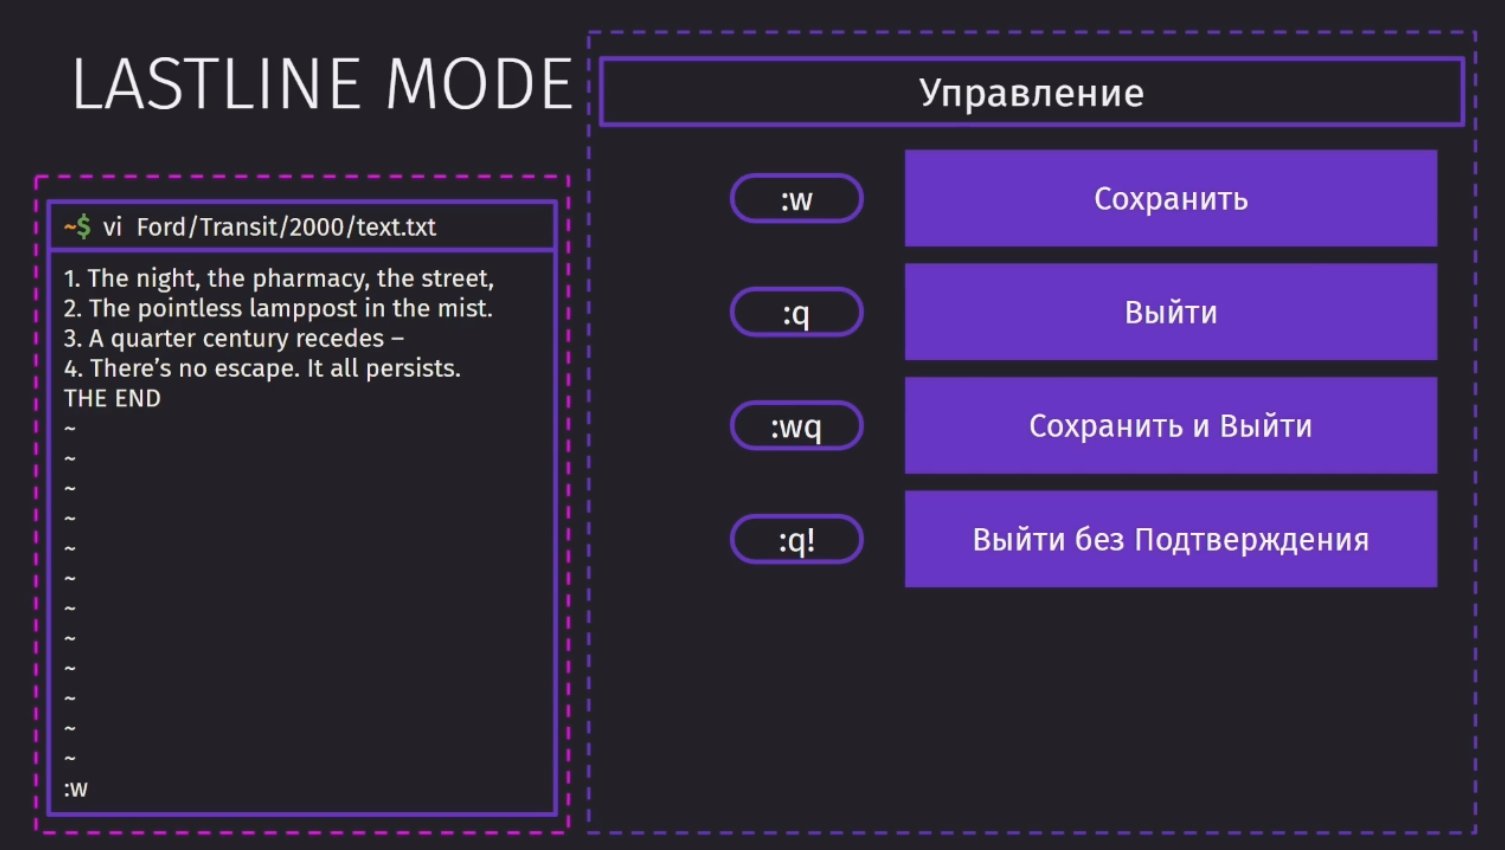 LASTLINE MODE
~$ vi Ford/Transit/2000/text.txt
1. The night, the pharmacy, the street,
2. The pointless lamppost in the mist.
3. A quarter century recedes –
4. There’s no escape. It all persists.
THE END
~
~
~
~
~
~
~
~
~
~
~
~
:w
Управление
:w Сохранить
:q Выйти
:wq Сохранить и Выйти
:q! Выйти без Подтверждения